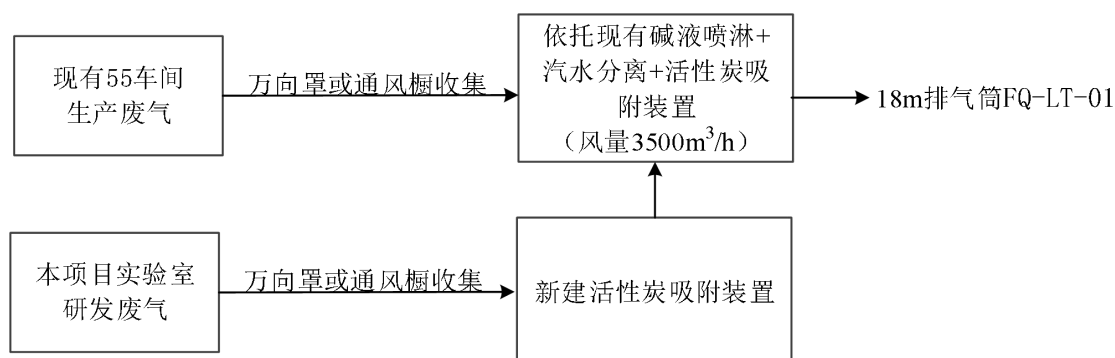 现有55车间
生产废气
万向罩或通风橱收集
依托现有碱液喷淋+
汽水分离+活性炭吸
附装置
（风量3500m³/h）
18m排气筒FQ-LT-01
本项目实验室
研发废气
万向罩或通风橱收集
新建活性炭吸附装置